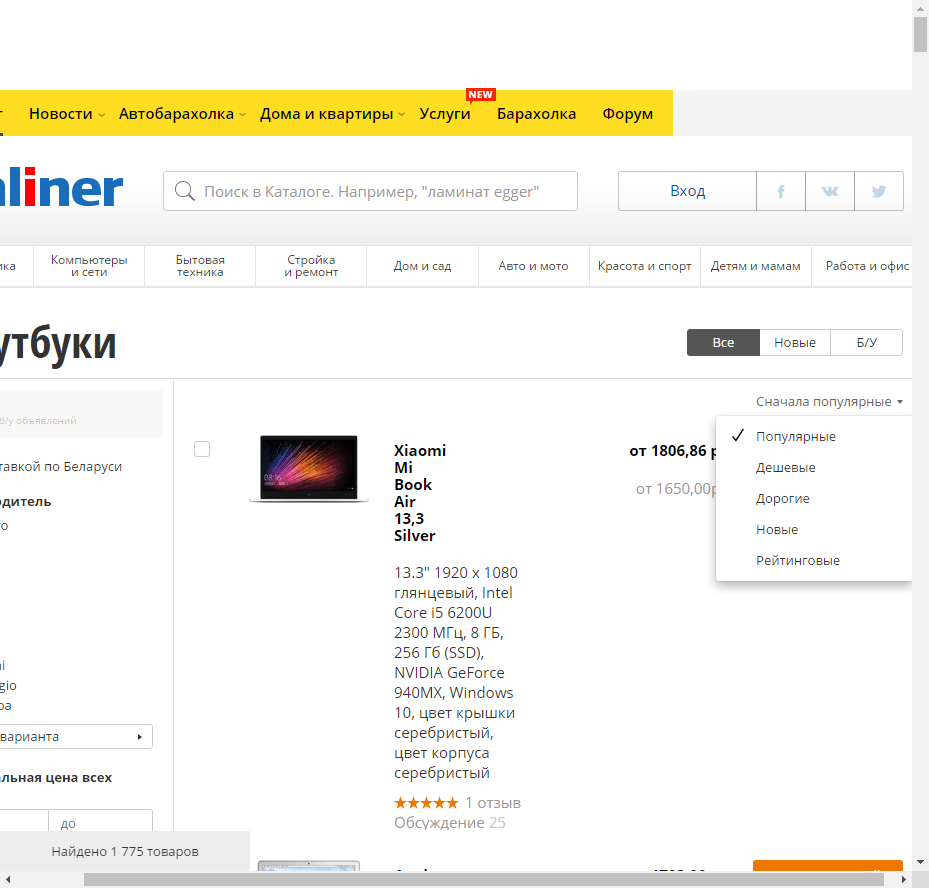 Новости
Автобарахолка
Дома и квартиры
Услуги
NEW
Барахолка
Форум
liner
Поиск в Каталоге. Например, "ламинат egger"
Вход
Компьютеры
и сети
Бытовая
техника
Стройка
и ремонт
Дом и сад
Авто и мото
Красота и спорт
Детям и мамам
Работа и офис
утбуки
Все
Новые
Б/У
б/у объявлений
Сначала популярные
Популярные
Дешевые
Дорогие
Новые
Рейтинговые
тавкой по Беларуси
одитель
Xiaomi
Mi
Book
Air
13,3
Silver
от 1806,86 р
от 1650,00р
13.3" 1920 x 1080
глянцевый, Intel
Core i5 6200U
2300 МГц, 8 ГБ,
256 Гб (SSD),
NVIDIA GeForce
940MX, Windows
10, цвет крышки
серебристый,
цвет корпуса
серебристый
1 отзыв
Обсуждение 25
gio
варианта
льная цена всех
до
Найдено 1 775 товаров